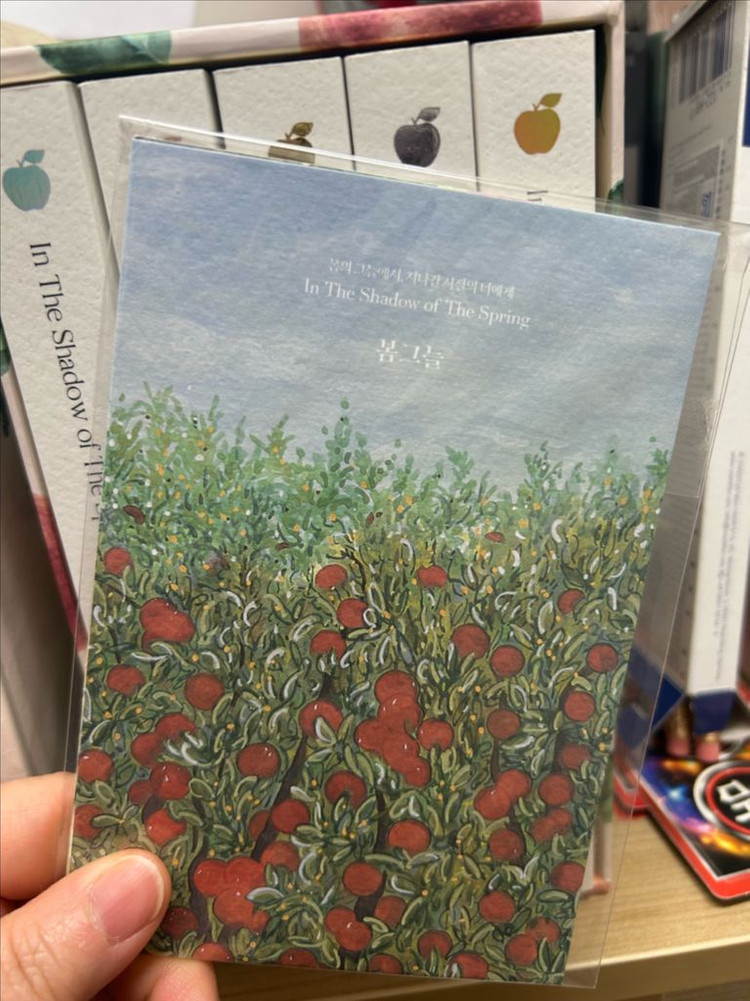 봄의 그늘에서, 지나갈 시절의 너에게
In The Shadow of The Spring
봄그늘
In The Shadow of The